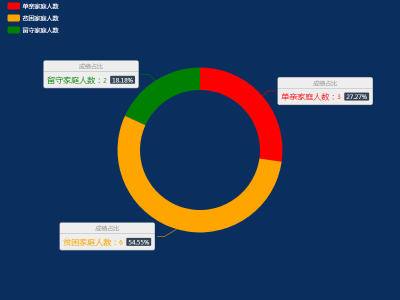 单亲家庭人数
贫困家庭人数
留守家庭人数
成绩占比
留守家庭人数：2 18.18%
成绩占比
单亲家庭人数：3 27.27%
成绩占比
贫困家庭人数：6 54.55%